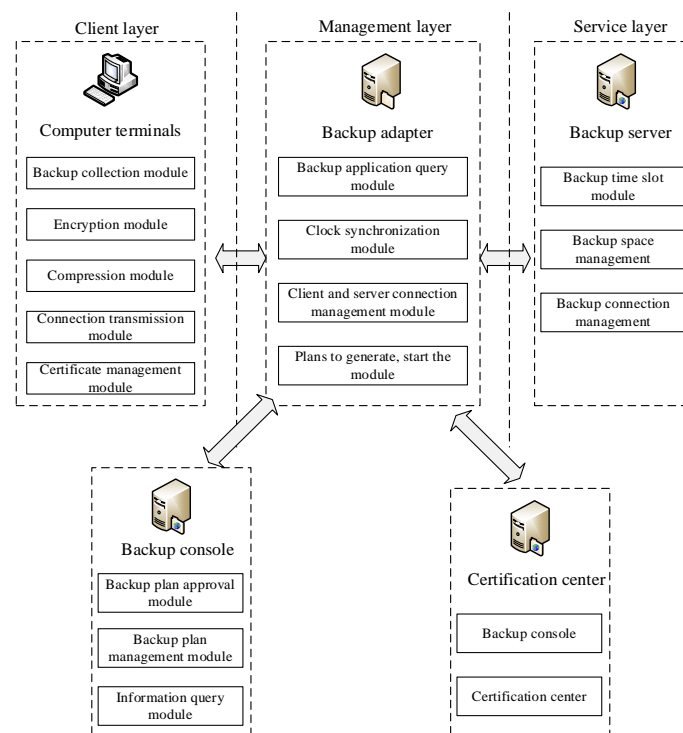 Client layer
Management layer
Service layer
Computer terminals
Backup collection module
Encryption module
Compression module
Connection transmission
module
Certificate management
module
Backup adapter
Backup application query
module
Clock synchronization
module
Client and server connection
management module
Plans to generate, start the
module
Backup server
Backup time slot
module
Backup space
management
Backup connection
management
Backup console
Backup plan approval
module
Backup plan
management module
Information query
module
Certification center
Backup console
Certification center